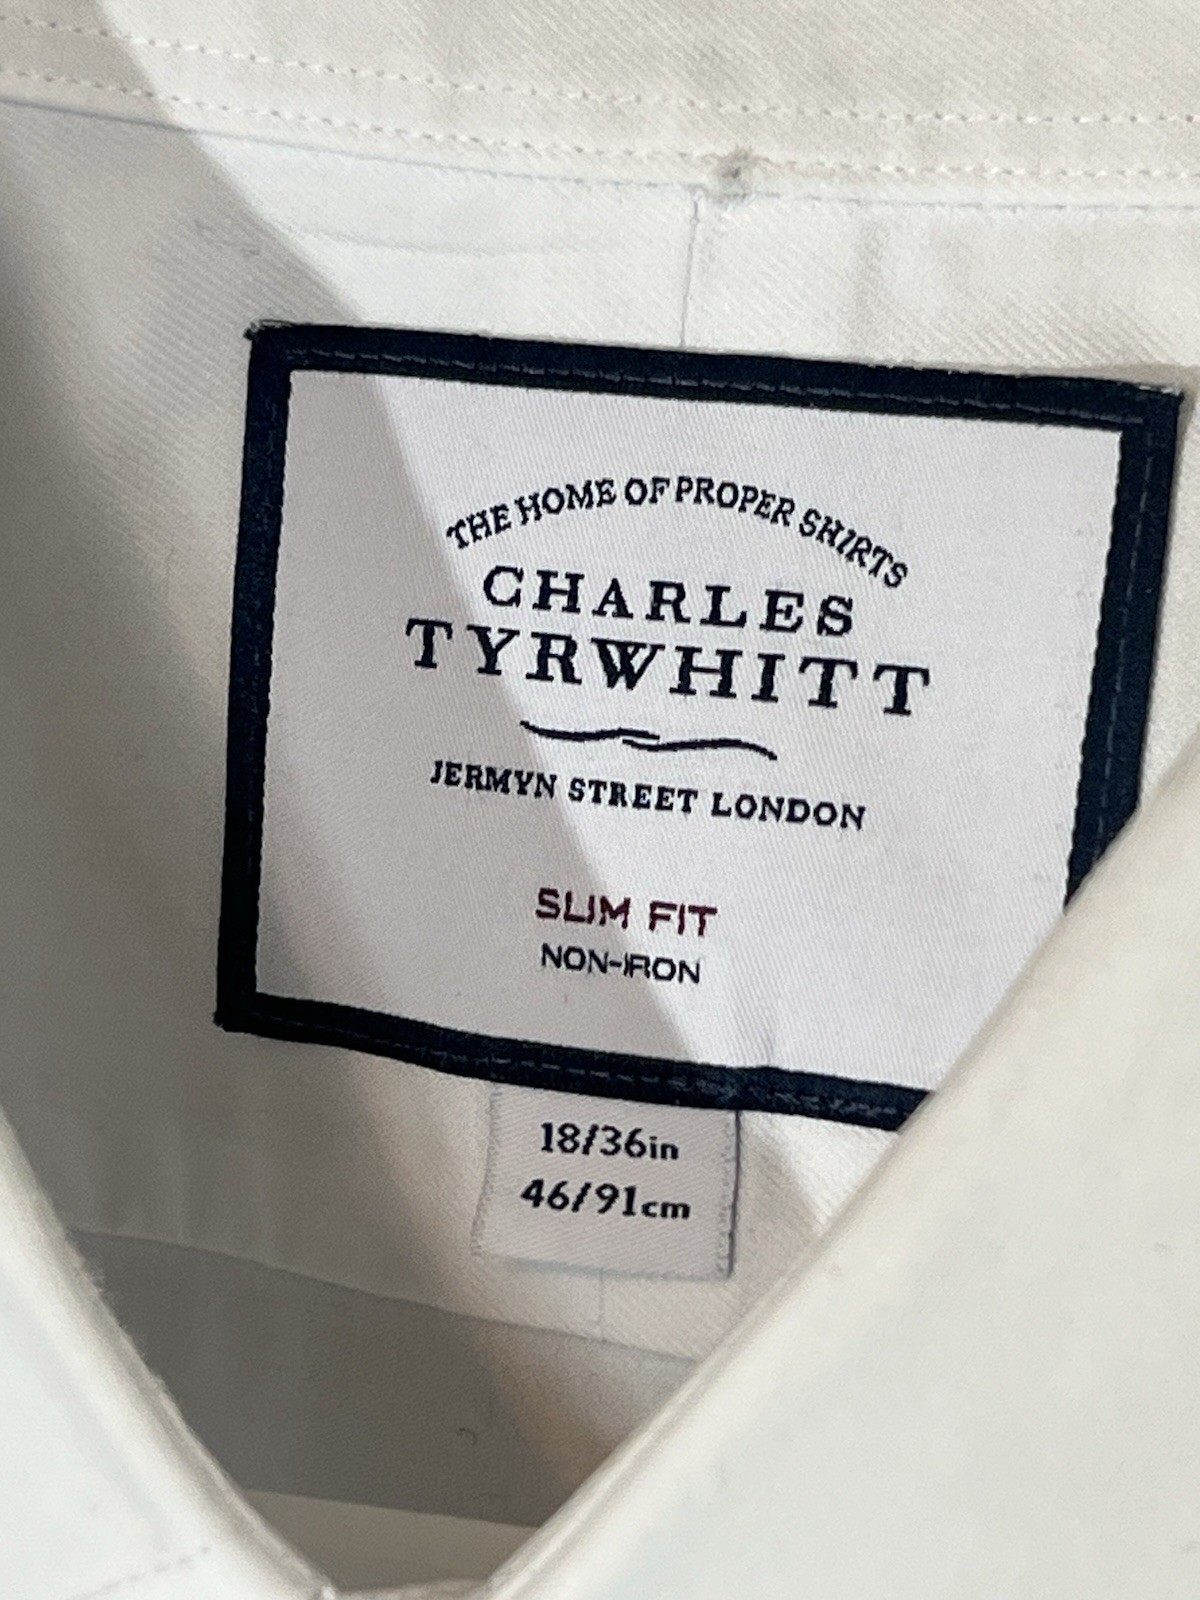 THE HOME OF PROPER SHIRTS
CHARLES
TYRWHITT
JERMYN STREET LONDON
SLIM FIT
NON-IRON
18/36in
46/91cm